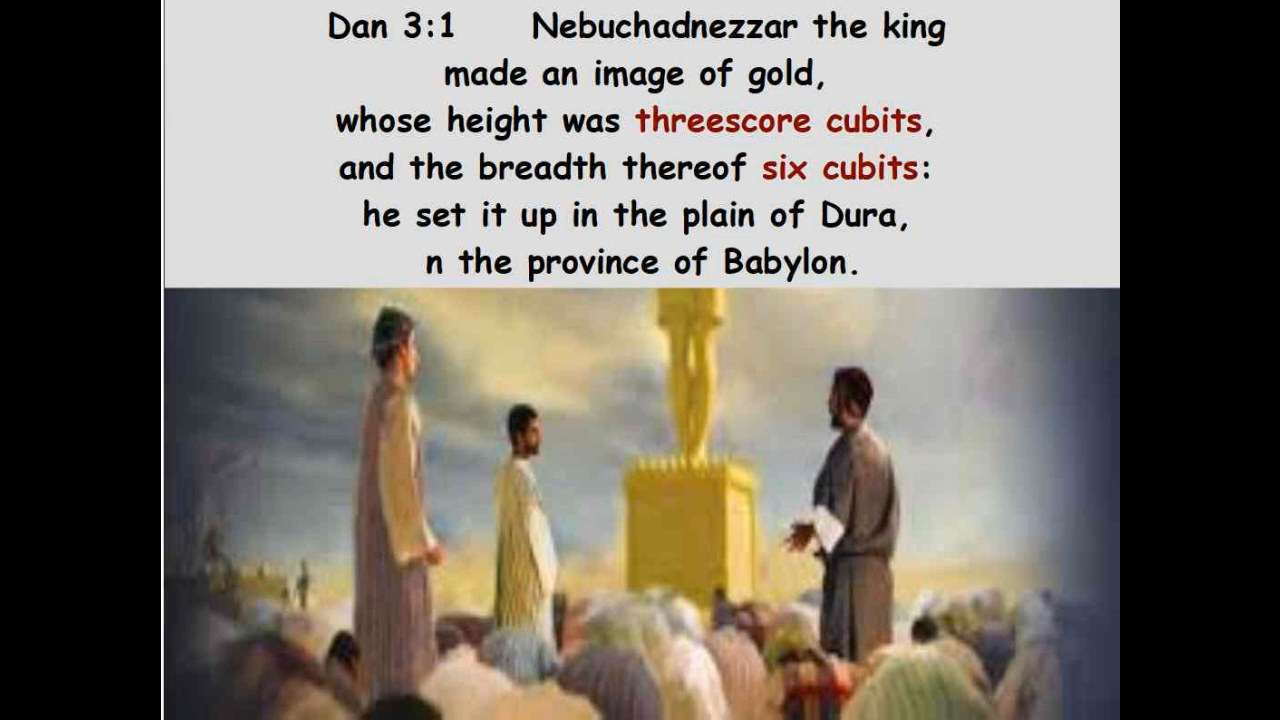 Dan 3:1 Nebuchadnezzar the king
made an image of gold,
whose height was threescore cubits,
and the breadth thereof six cubits:
he set it up in the plain of Dura,
n the province of Babylon.